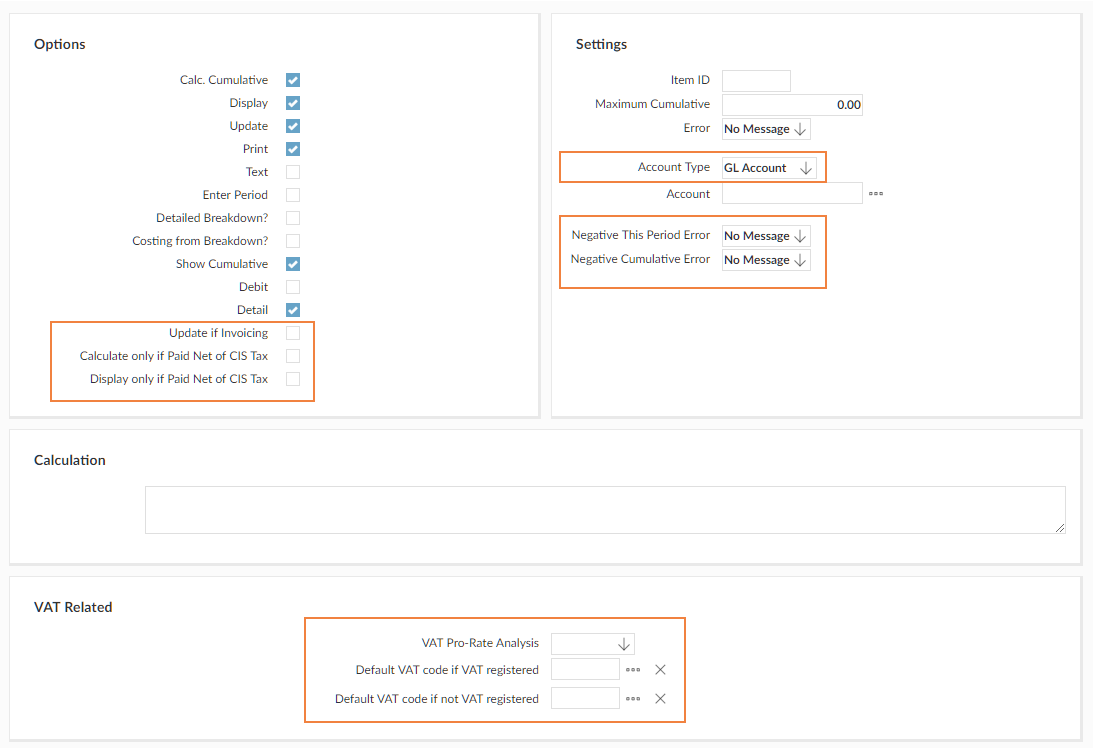 Options
Calc. Cumulative
Display
Update
Print
Text
Enter Period
Detailed Breakdown?
Costing from Breakdown?
Show Cumulative
Debit
Detail
Update if Invoicing
Calculate only if Paid Net of CIS Tax
Display only if Paid Net of CIS Tax
Settings
Item ID
Maximum Cumulative 0.00
Error No Message
Account Type GL Account
Account
Negative This Period Error No Message
Negative Cumulative Error No Message
Calculation
VAT Related
VAT Pro-Rate Analysis
Default VAT code if VAT registered
Default VAT code if not VAT registered